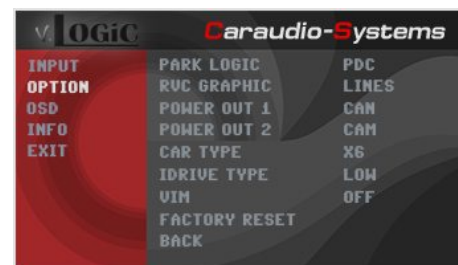 v.LOGiC Caraudio-Systems
INPUT PARK LOGIC PDC
OPTION RVC GRAPHIC LINES
OSD POWER OUT 1 CAN
INFO POWER OUT 2 CAM
EXIT CAR TYPE X6
IDRIVE TYPE LOW
VIM OFF
FACTORY RESET
BACK